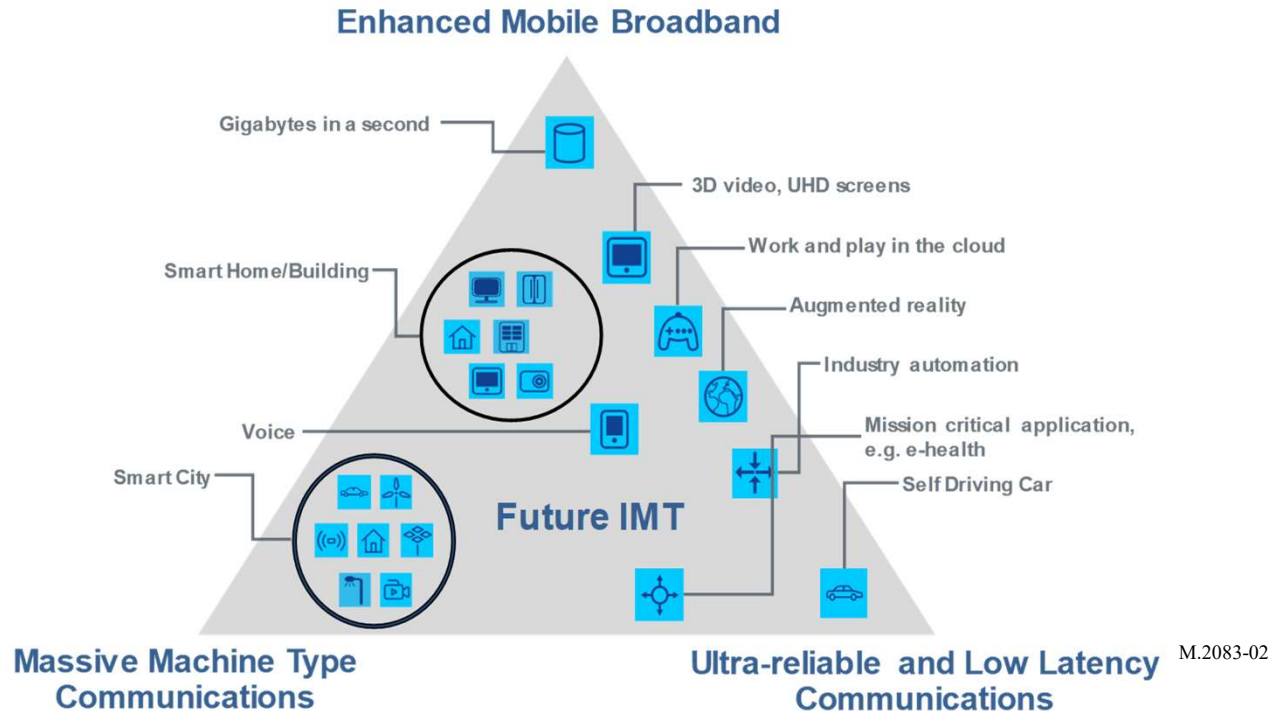 Enhanced Mobile Broadband
Gigabytes in a second
3D video, UHD screens
Work and play in the cloud
Smart Home/Building
Augmented reality
Industry automation
Voice
Mission critical application,
e.g. e-health
Smart City
Self Driving Car
Future IMT
Massive Machine Type
Communications
Ultra-reliable and Low Latency
Communications
M.2083-02